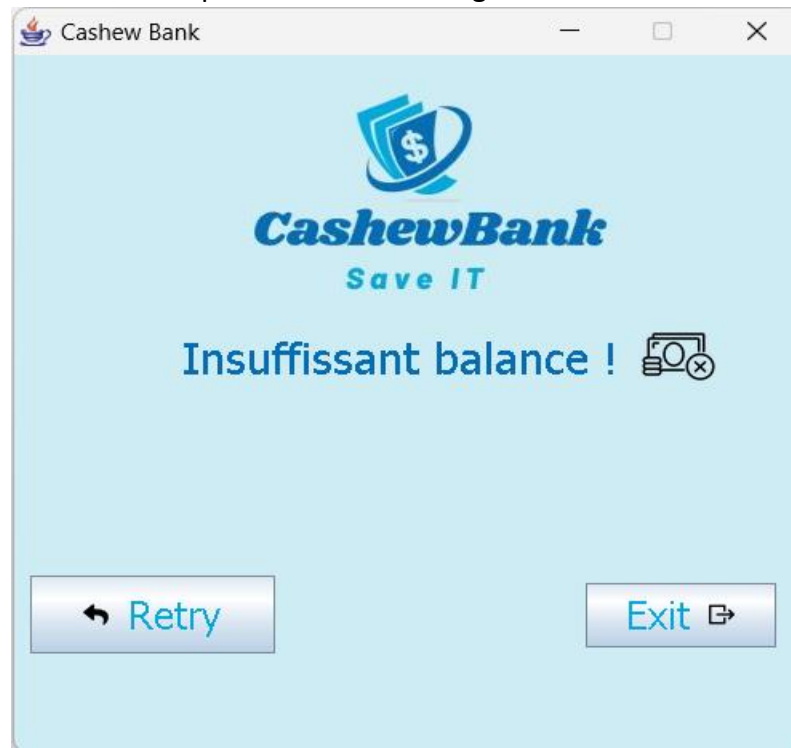 Cashew Bank
$
CashewBank
Save IT
Insuffissant balance !
Retry
Exit